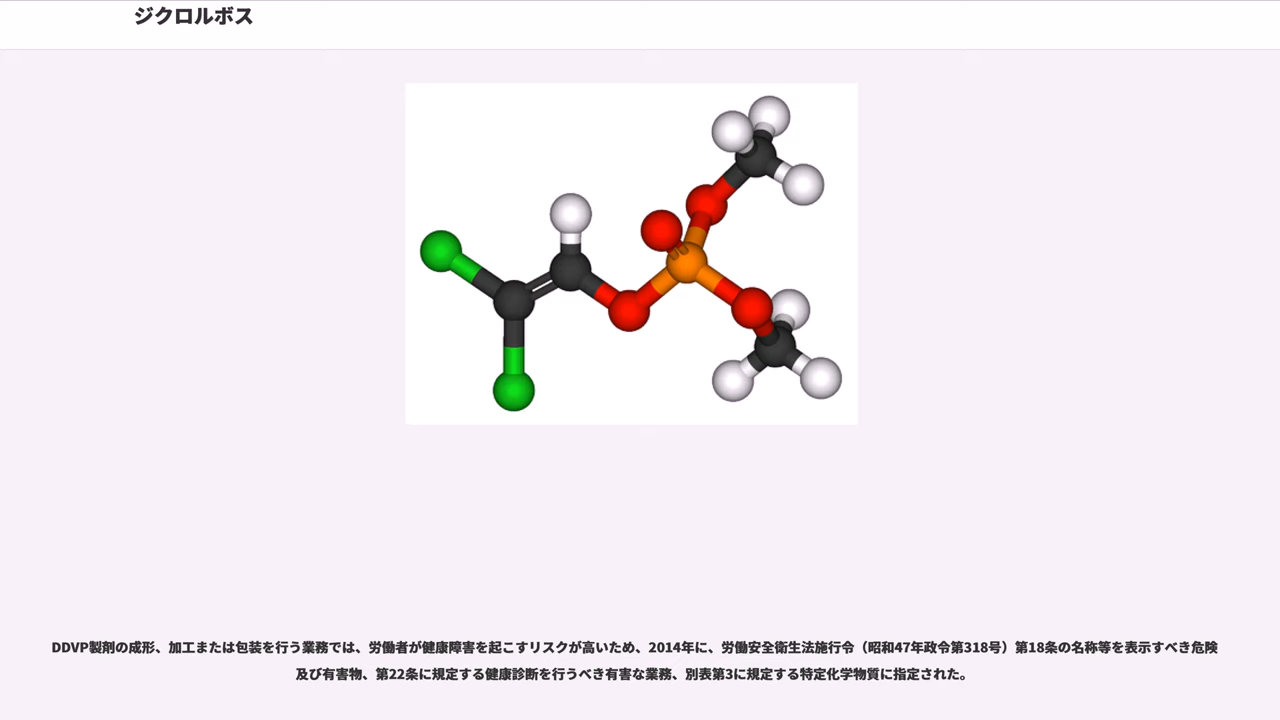 ジクロルボス
DDVP製剤の成形、加工または包装を行う業務では、労働者が健康障害を起こすリスクが高いため、2014年に、労働安全衛生法施行令（昭和47年政令第318号）第18条の名称等を表示すべき危険
及び有害物、第22条に規定する健康診断を行うべき有害な業務、別表第3に規定する特定化学物質に指定された。